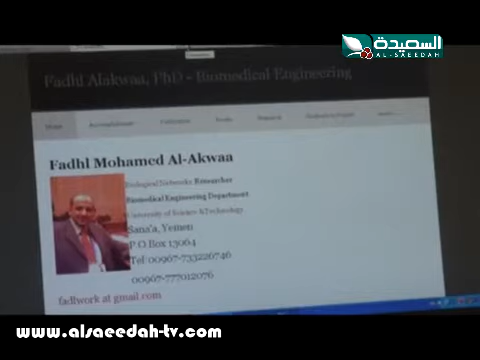 السعيدة
AL-SAEEDAH
Fadhl Alakwaa, PhD - Biomedical Engineering
Home
Research
Fadhl Mohamed Al-Akwaa
Biological Networks Researcher
Biomedical Engineering Department
University of Science &Technology
Sana'a, Yemen
P.O.Box 13064
Tel: 00967-733226746
00967-777012076
fadlwork at gmail.com
www.alsaeedah-tv.com